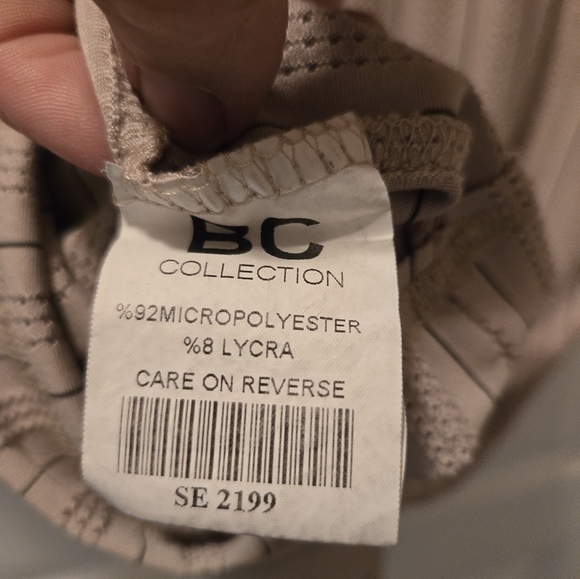 BC
COLLECTION
%92MICROPOLYESTER
%8 LYCRA
CARE ON REVERSE
SE 2199